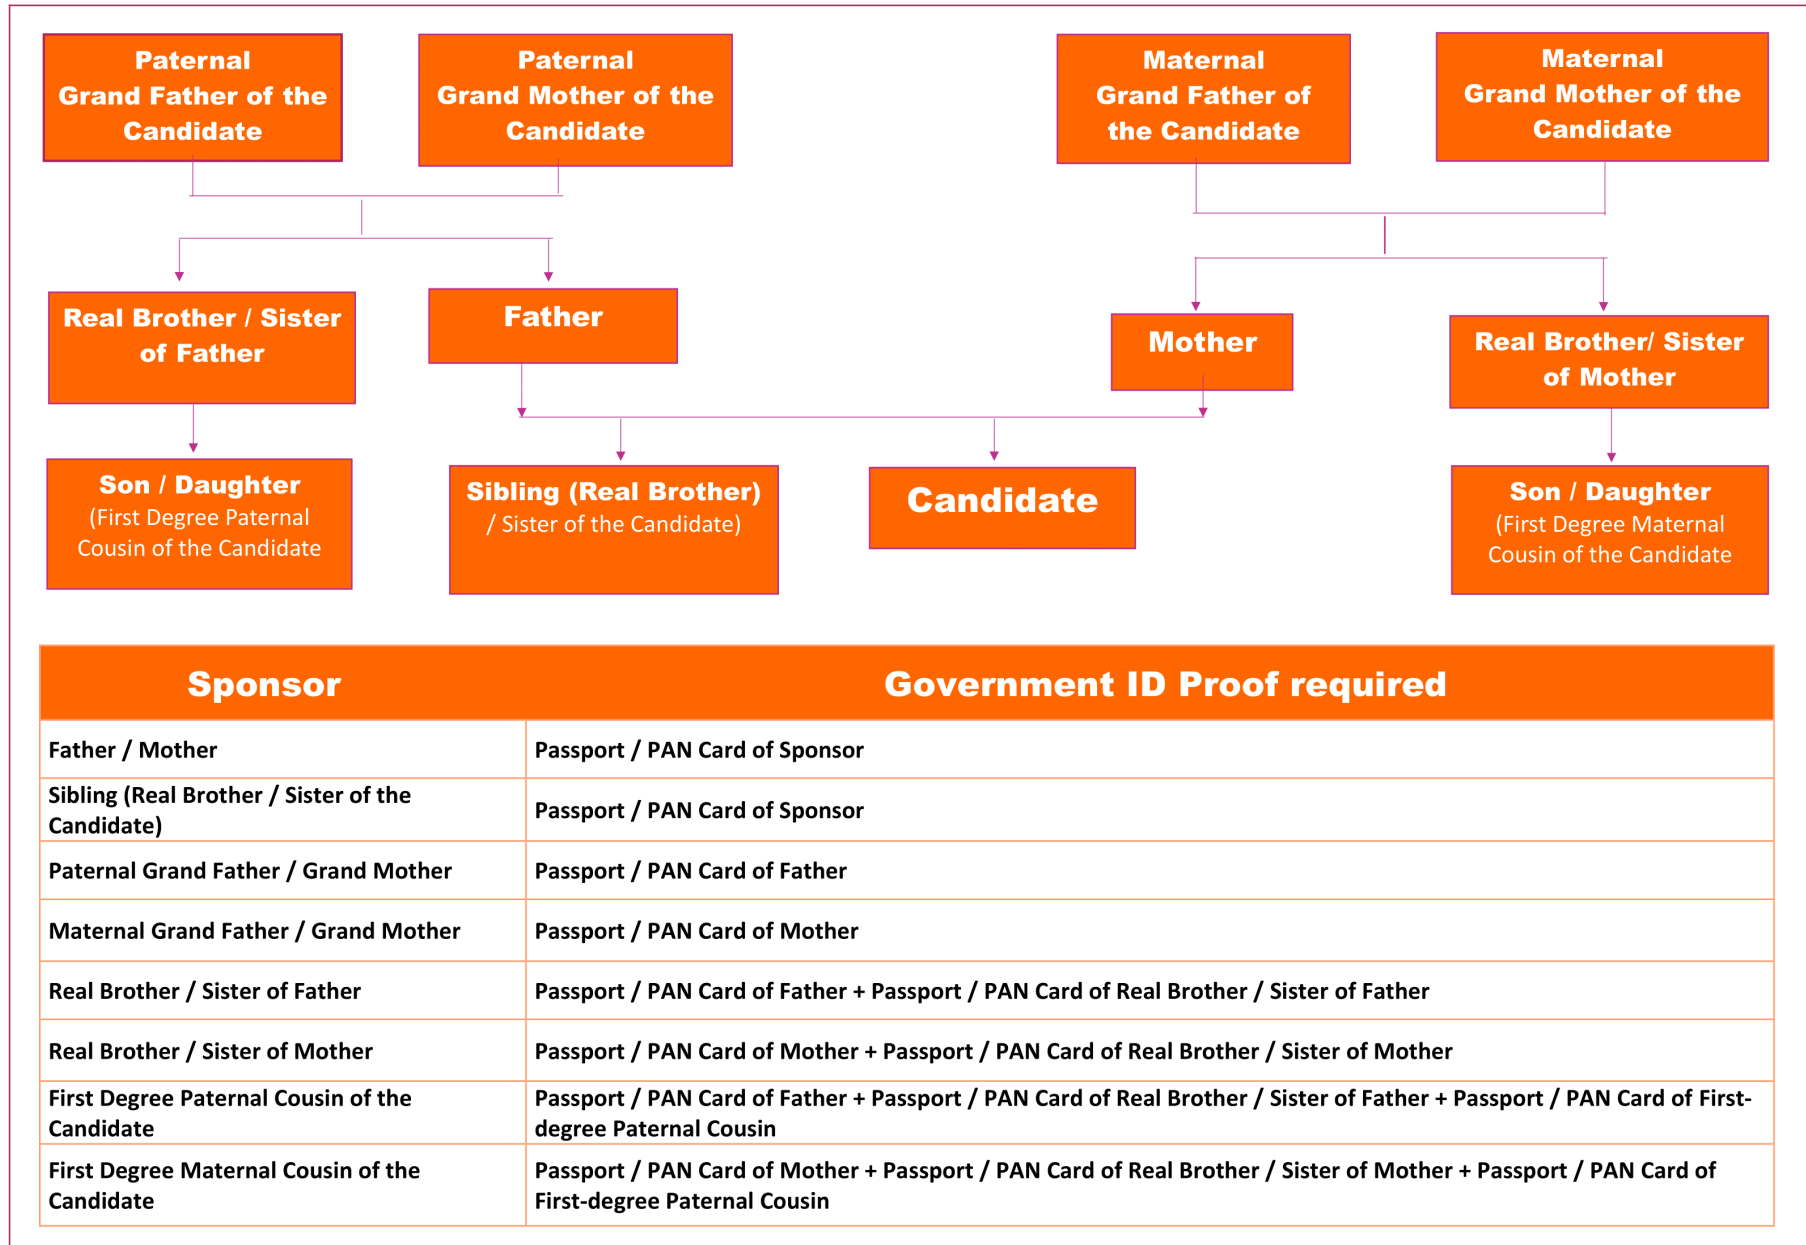 Paternal
Grand Father of the
Candidate
Paternal
Grand Mother of the
Candidate
Maternal
Grand Father of
the Candidate
Maternal
Grand Mother of the
Candidate
Real Brother / Sister
of Father
Father
Mother
Real Brother/ Sister
of Mother
Son / Daughter
(First Degree Paternal
Cousin of the Candidate
Sibling (Real Brother)
/ Sister of the Candidate)
Candidate
Son / Daughter
(First Degree Maternal
Cousin of the Candidate
Sponsor
Government ID Proof required
Father / Mother
Passport / PAN Card of Sponsor
Sibling (Real Brother / Sister of the
Candidate)
Passport / PAN Card of Sponsor
Paternal Grand Father / Grand Mother
Passport / PAN Card of Father
Maternal Grand Father / Grand Mother
Passport / PAN Card of Mother
Real Brother / Sister of Father
Passport / PAN Card of Father + Passport / PAN Card of Real Brother / Sister of Father
Real Brother / Sister of Mother
Passport / PAN Card of Mother + Passport / PAN Card of Real Brother / Sister of Mother
First Degree Paternal Cousin of the
Candidate
Passport / PAN Card of Father + Passport / PAN Card of Real Brother / Sister of Father + Passport / PAN Card of First-
degree Paternal Cousin
First Degree Maternal Cousin of the
Candidate
Passport / PAN Card of Mother + Passport / PAN Card of Real Brother / Sister of Mother + Passport / PAN Card of
First-degree Paternal Cousin